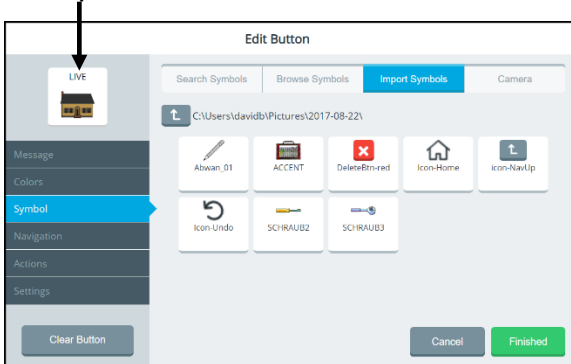 Edit Button
LIVE
Search Symbols
Browse Symbols
Import Symbols
Camera
C:\Users\davidb\Pictures\2017-08-22\
Abwan_01
ACCENT
DeleteBtn-red
Icon-Home
icon-NavUp
Icon-Undo
SCHRAUB2
SCHRAUB3
Message
Colors
Symbol
Navigation
Actions
Settings
Clear Button
Cancel
Finished